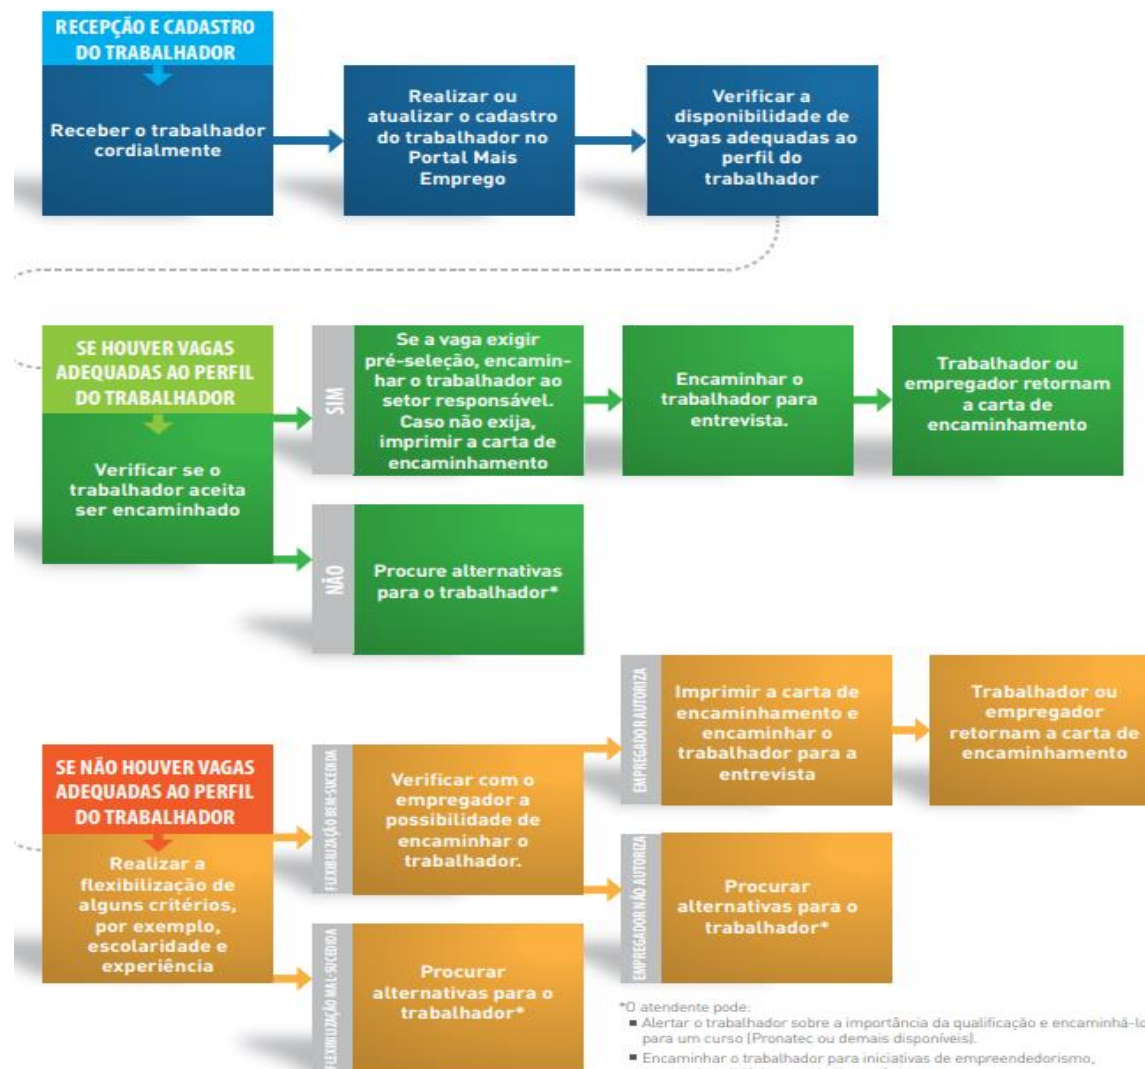 RECEPÇÃO E CADASTRO
DO TRABALHADOR
Receber o trabalhador
cordialmente
Realizar ou
atualizar o cadastro
do trabalhador no
Portal Mais
Emprego
Verificar a
disponibilidade de
vagas adequadas ao
perfil do
trabalhador
SE HOUVER VAGAS
ADEQUADAS AO PERFIL
DO TRABALHADOR
Verificar se o
trabalhador aceita
ser encaminhado
SIM
Se a vaga exigir
pré-seleção, encamin-
har o trabalhador ao
setor responsável.
Caso não exija,
imprimir a carta de
encaminhamento
Encaminhar o
trabalhador para
entrevista.
Trabalhador ou
empregador retornam
a carta de
encaminhamento
NÃO
Procure alternativas
para o trabalhador*
SE NÃO HOUVER VAGAS
ADEQUADAS AO PERFIL
DO TRABALHADOR
Realizar a
flexibilização de
alguns critérios,
por exemplo,
escolaridade e
experiência
FLEXIBILIZAÇÃO BEM-SUCEDIDA
Verificar com o
empregador a
possibilidade de
encaminhar o
trabalhador.
EMPREGADOR AUTORIZA
Imprimir a carta de
encaminhamento e
encaminhar o
trabalhador para a
entrevista
Trabalhador ou
empregador
retornam a carta de
encaminhamento
EMPREGADOR NÃO AUTORIZA
Procurar
alternativas para o
trabalhador*
FLEXIBILIZAÇÃO MAL-SUCEDIDA
Procurar
alternativas para o
trabalhador*
*O atendente pode:
■ Alertar o trabalhador sobre a importância da qualificação e encaminhá-lo
para um curso (Pronatec ou demais disponíveis).
■ Encaminhar o trabalhador para iniciativas de empreendedorismo,